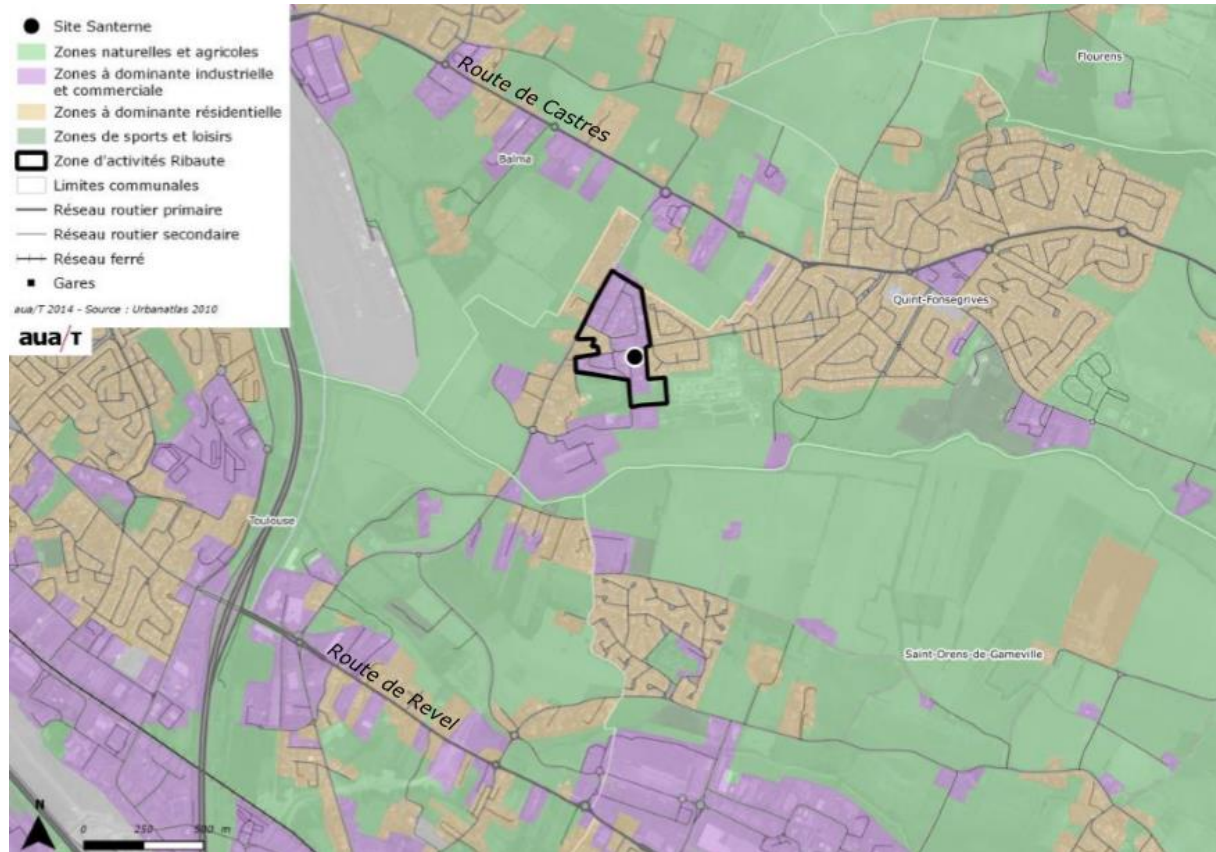 Site Santerne
Zones naturelles et agricoles
Zones à dominante industrielle
et commerciale
Zones à dominante résidentielle
Zones de sports et loisirs
Zone d'activités Ribaute
Limites communales
Réseau routier primaire
Réseau routier secondaire
Réseau ferré
Gares
aua/T 2014 - Source : Urbanatlas 2010
aua/T
Route de Castres
Flourens
Balma
Quint-Fonsegrives
Toulouse
Saint-Orens-de-Gameville
Route de Revel
N
0 250 500 m